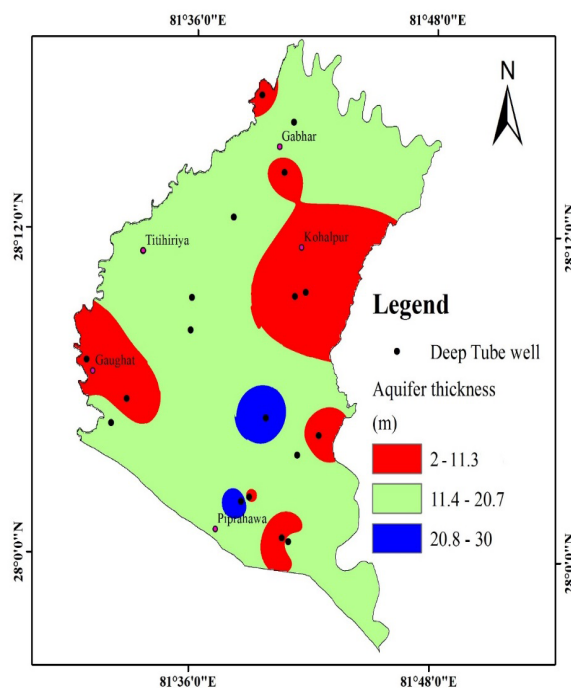 81°36'0"E 81°48'0"E
N
Gabhar
28°12'0"N
28°12'0"N
Kohalpur
Titihiriya
Legend
Deep Tube well
Gaughat
Aquifer thickness
(m)
2 - 11.3
11.4 - 20.7
20.8 - 30
Piprahawa
28°0'0"N
28°0'0"N
81°36'0"E 81°48'0"E